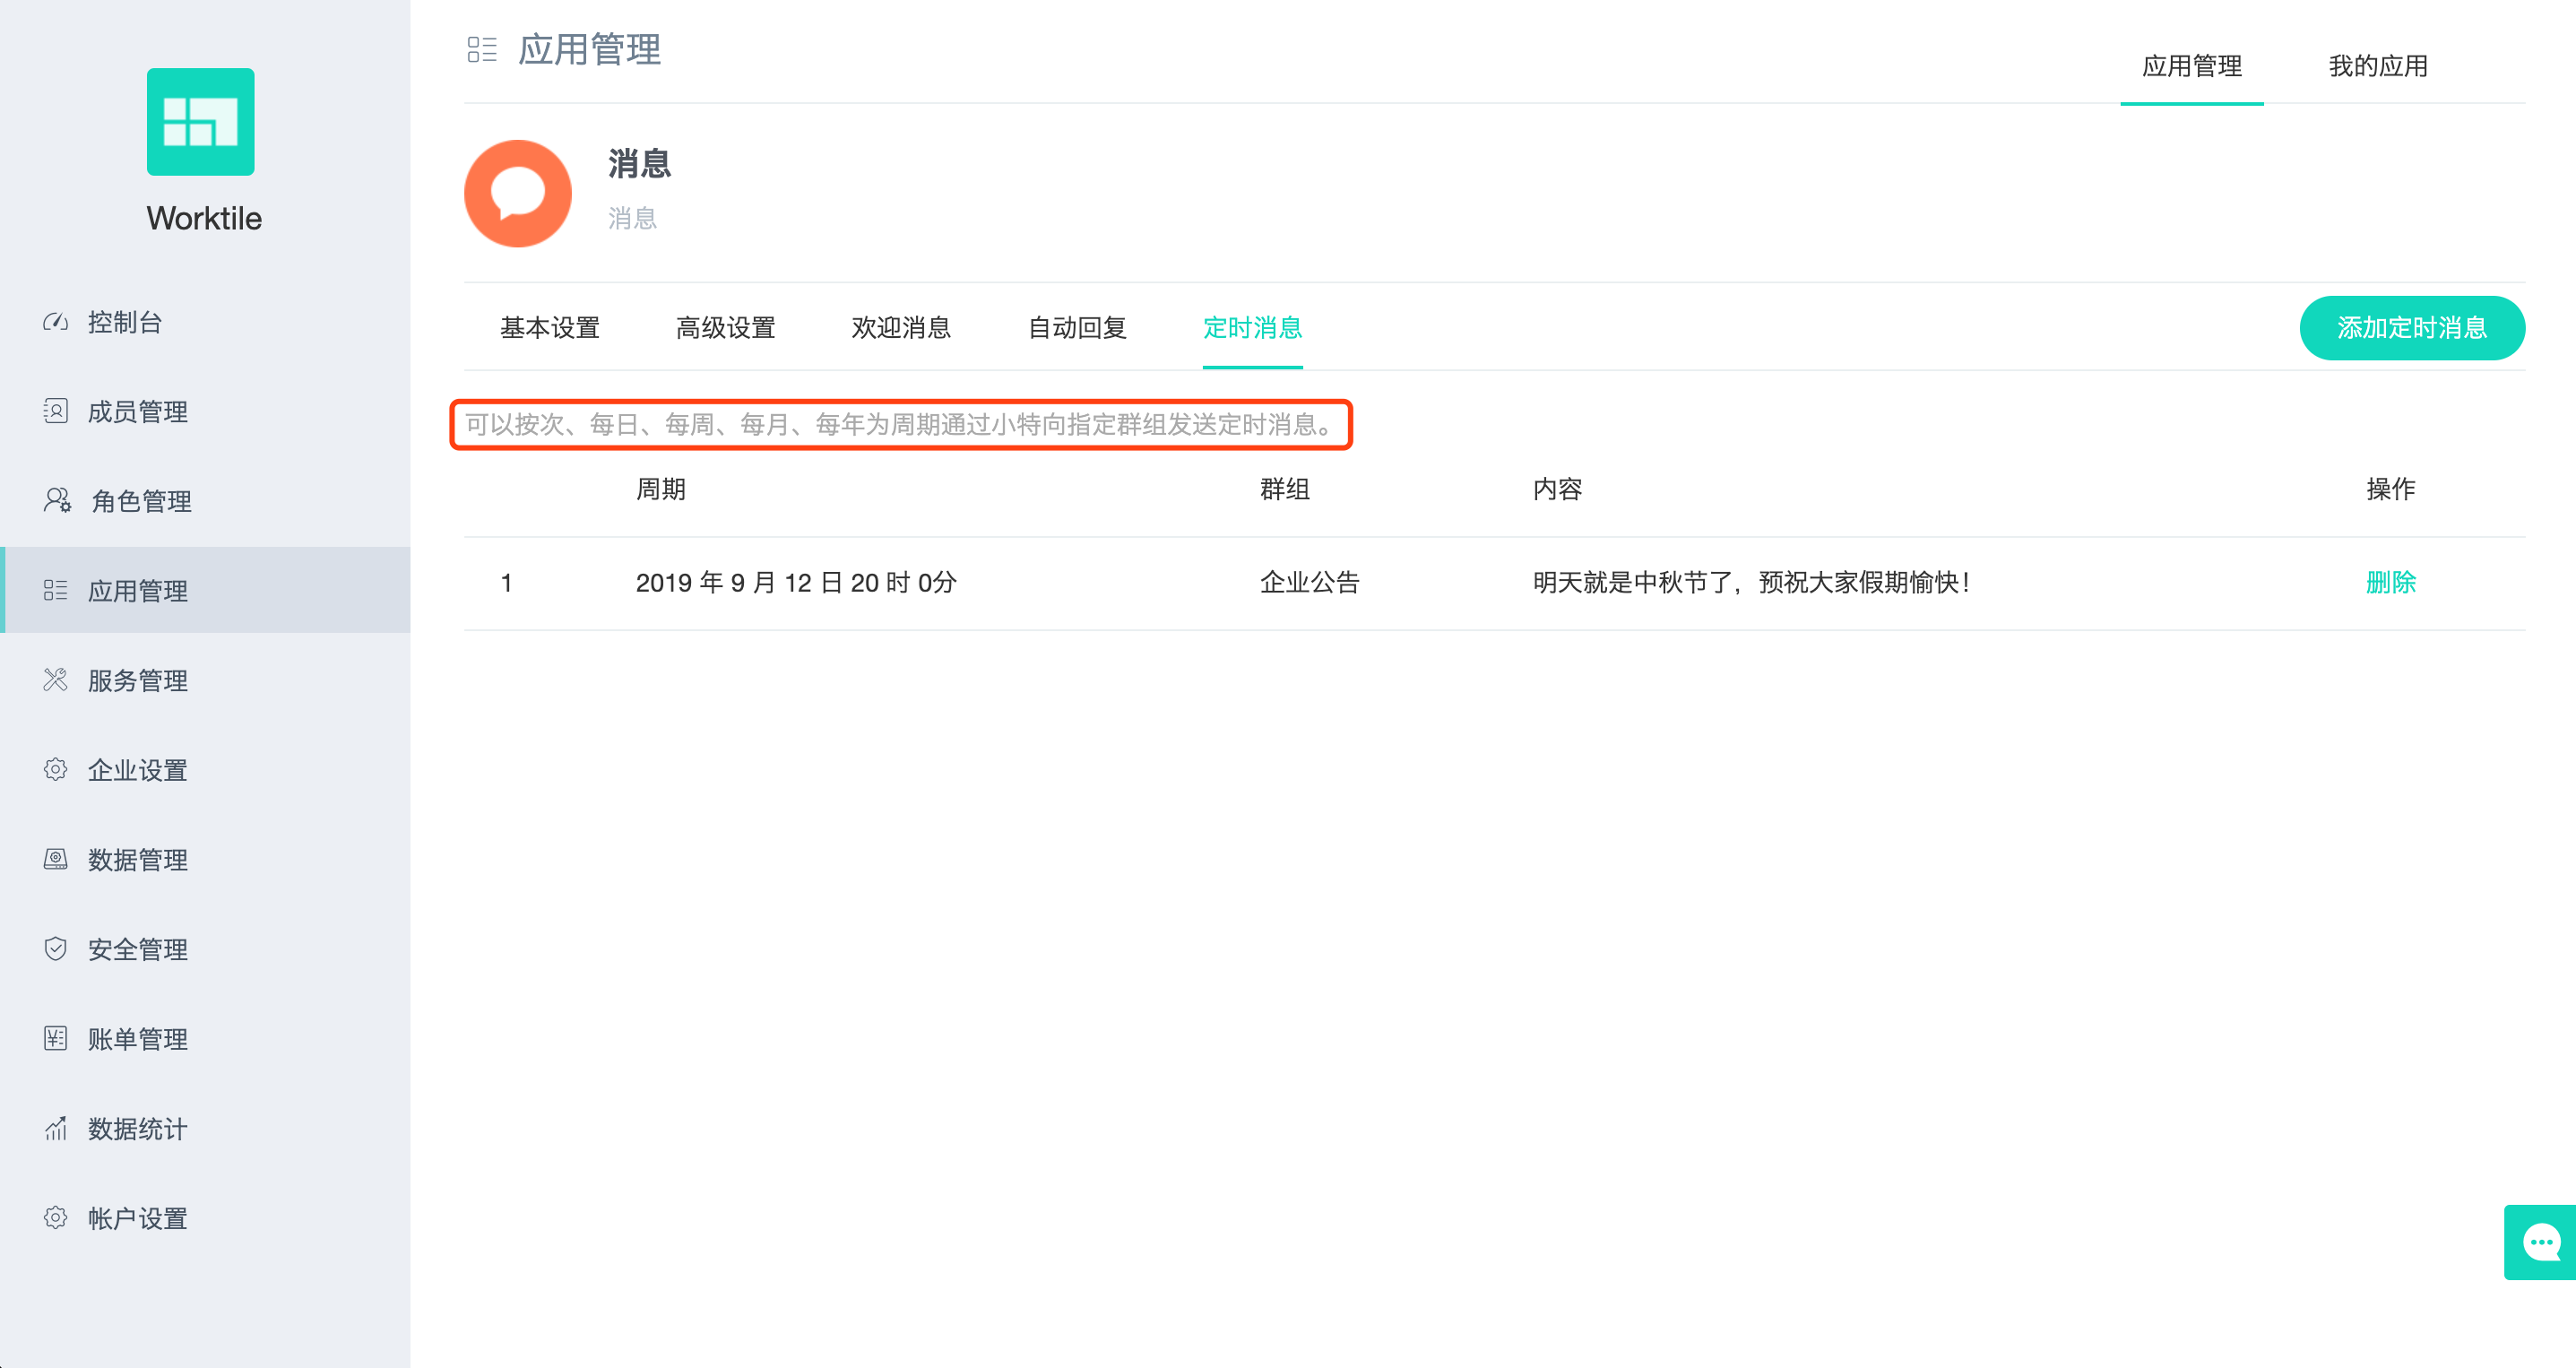 Worktile
控制台
成员管理
角色管理
应用管理
服务管理
企业设置
数据管理
安全管理
账单管理
数据统计
帐户设置
应用管理
应用管理 我的应用
消息
消息
基本设置 高级设置 欢迎消息 自动回复 定时消息 添加定时消息
可以按次、每日、每周、每月、每年为周期通过小特向指定群组发送定时消息。
周期 群组 内容 操作
1 2019 年 9 月 12 日 20 时 0分 企业公告 明天就是中秋节了，预祝大家假期愉快！ 删除